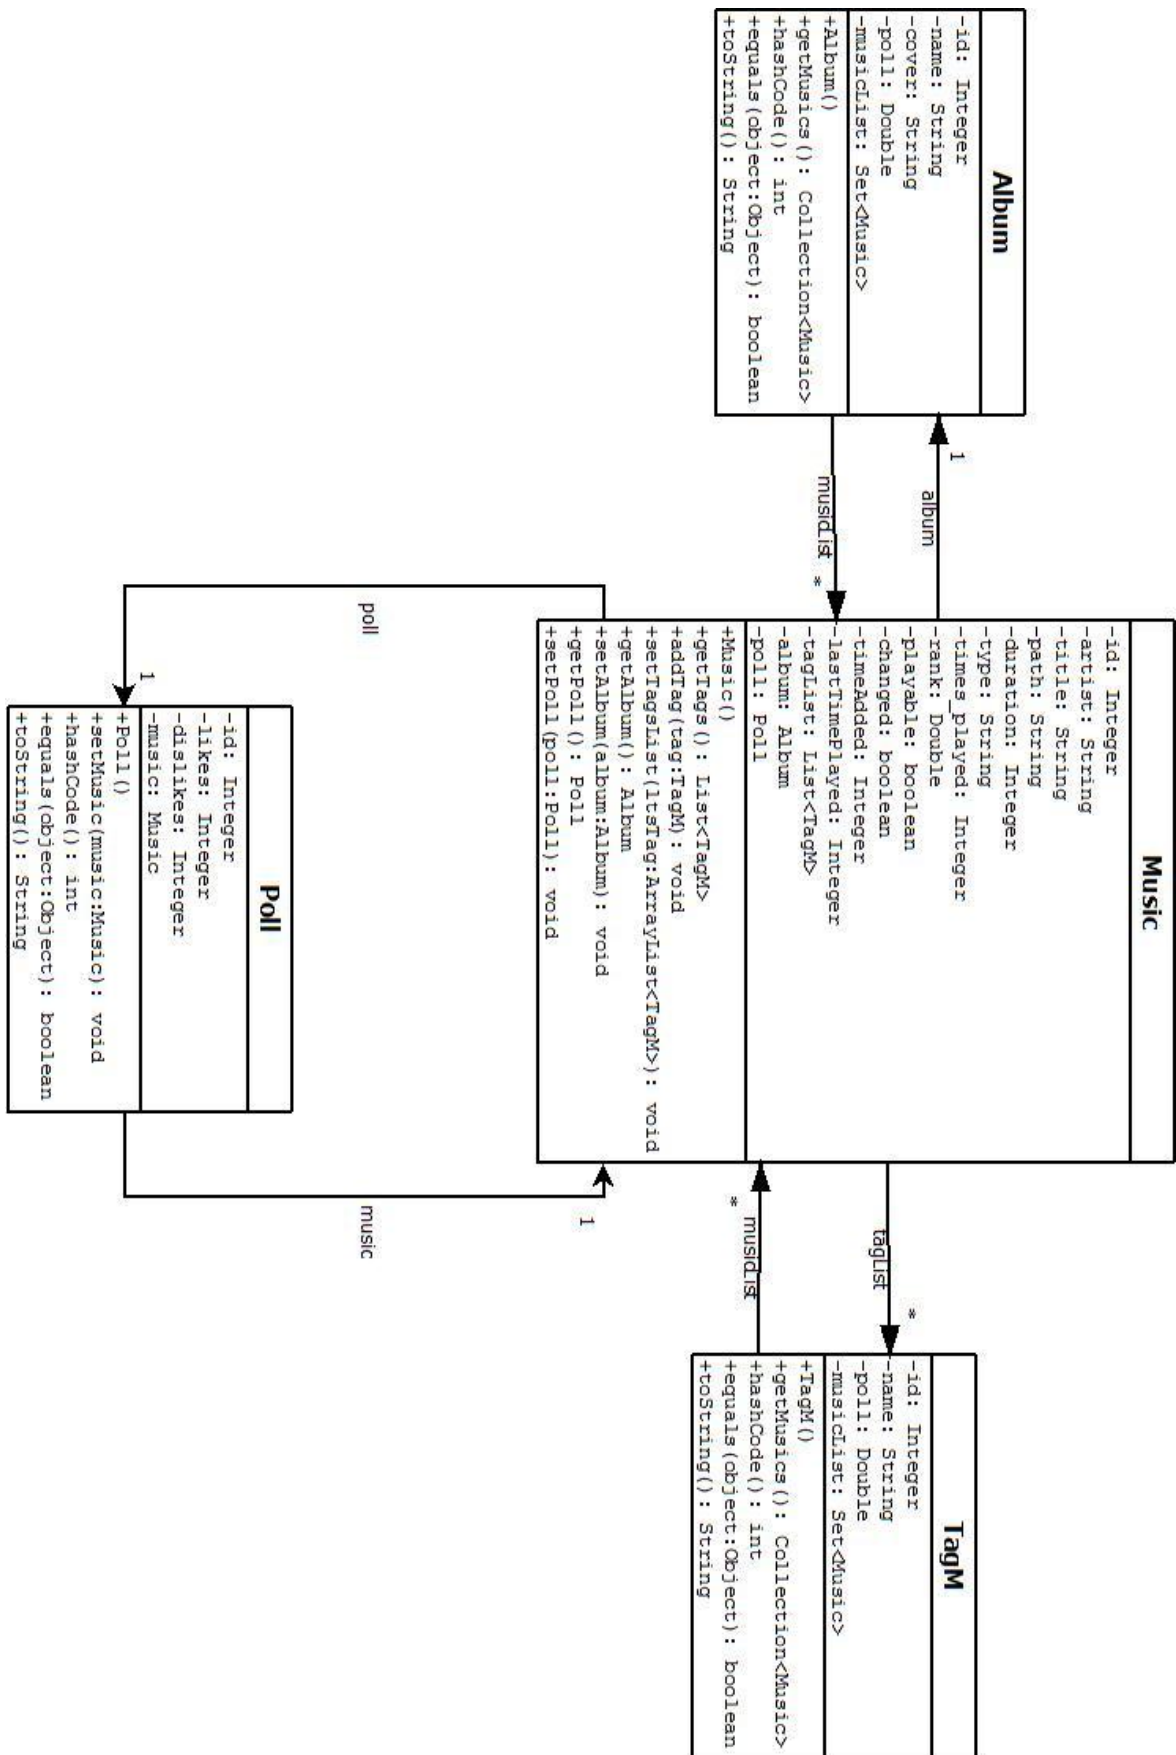 Album
-id: Integer
-name: String
-cover: String
-poll: Double
-musicList: Set<Music>
+Album()
+getMusics(): Collection<Music>
+hashCode(): int
+equals(object:Object): boolean
+toString(): String
1
album
musicList
*
Music
-id: Integer
-artist: String
-title: String
-path: String
-duration: Integer
-type: String
-times_played: Integer
-rank: Double
-playable: boolean
-changed: boolean
-timeAdded: Integer
-lastTimePlayed: Integer
-tagList: List<TagM>
-album: Album
-poll: Poll
+Music()
+getTags(): List<TagM>
+addTag(tag:TagM): void
+setTagsList(ltsTag:ArrayList<TagM>): void
+getAlbum(): Album
+setAlbum(album:Album): void
+getPoll(): Poll
+setPoll(poll:Poll): void
*
tagList
musicList
*
TagM
-id: Integer
-name: String
-poll: Double
-musicList: Set<Music>
+TagM()
+getMusics(): Collection<Music>
+hashCode(): int
+equals(object:Object): boolean
+toString(): String
poll
1
music
1
Poll
-id: Integer
-likes: Integer
-dislikes: Integer
-music: Music
+Poll()
+setMusic(music:Music): void
+hashCode(): int
+equals(object:Object): boolean
+toString(): String